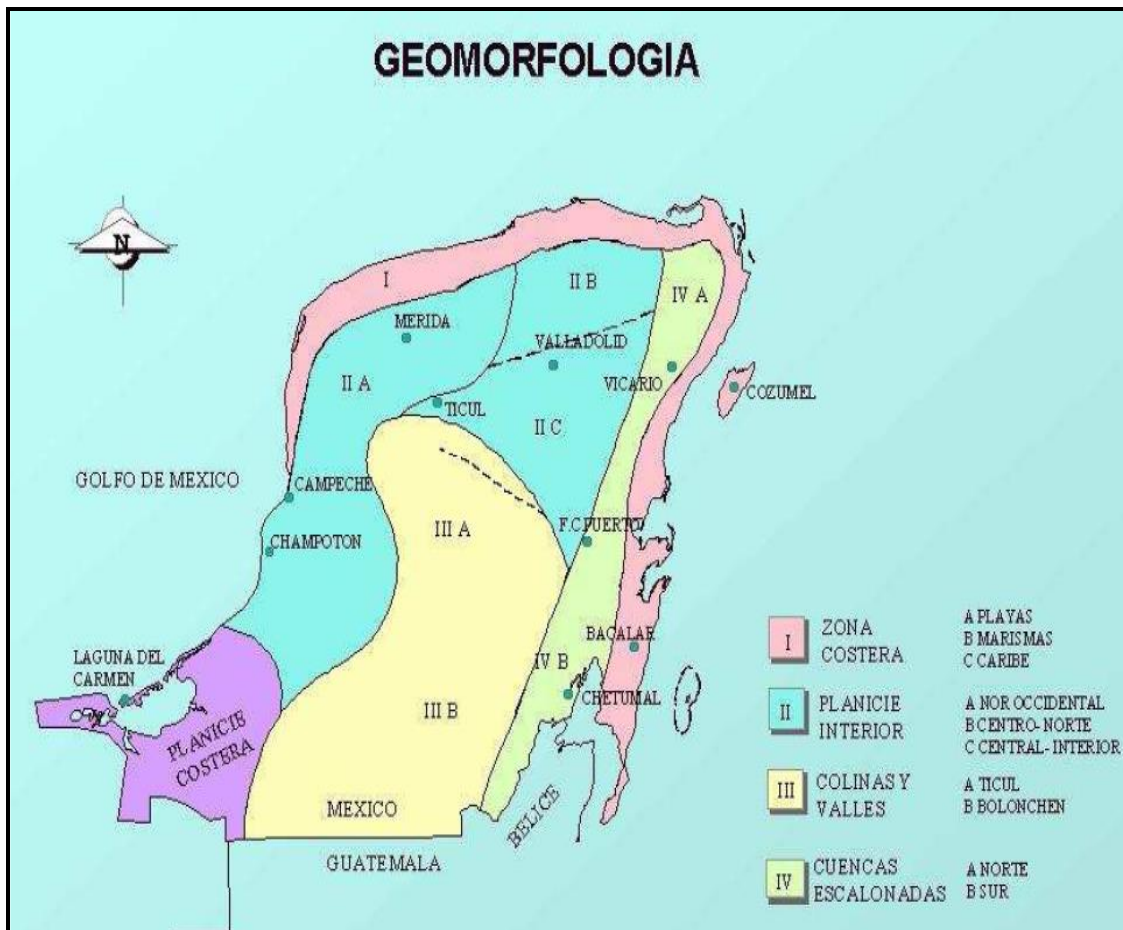 GEOMORFOLOGIA
N
I
II B
IV A
MERIDA
VALLADOLID
II A
VICARIO
COZUMEL
TICUL
II C
GOLFO DE MEXICO
CAMPECHE
F.C.PUERTO
III A
CHAMPOTON
BACALAR
LAGUNA DEL
CARMEN
IV B
CHETUMAL
III B
PLANICIE
COSTERA
MEXICO
BELICE
GUATEMALA
I ZONA
COSTERA
A PLAYAS
B MARISMAS
C CARIBE
II PLANICIE
INTERIOR
A NOR OCCIDENTAL
B CENTRO-NORTE
C CENTRAL-INTERIOR
III COLINAS Y
VALLES
A TICUL
B BOLONCHEN
IV CUENCAS
ESCALONADAS
A NORTE
B SUR